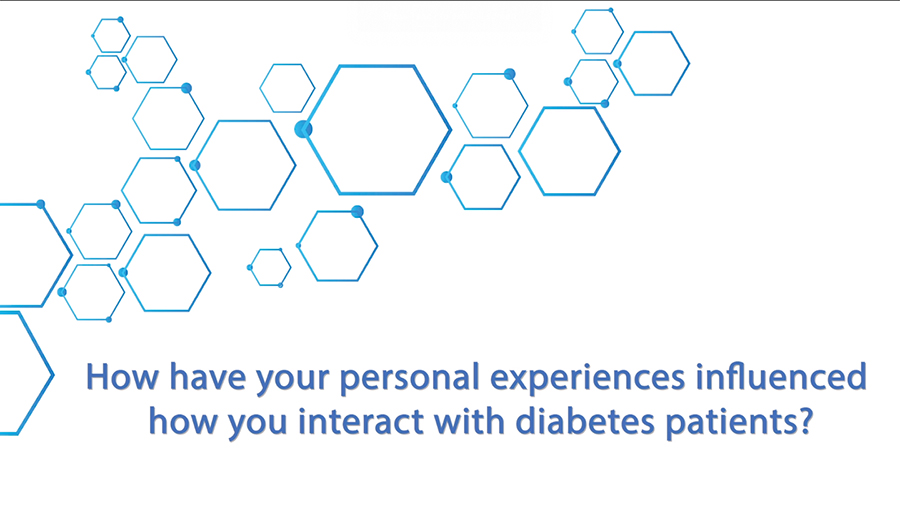 How have your personal experiences influenced
how you interact with diabetes patients?